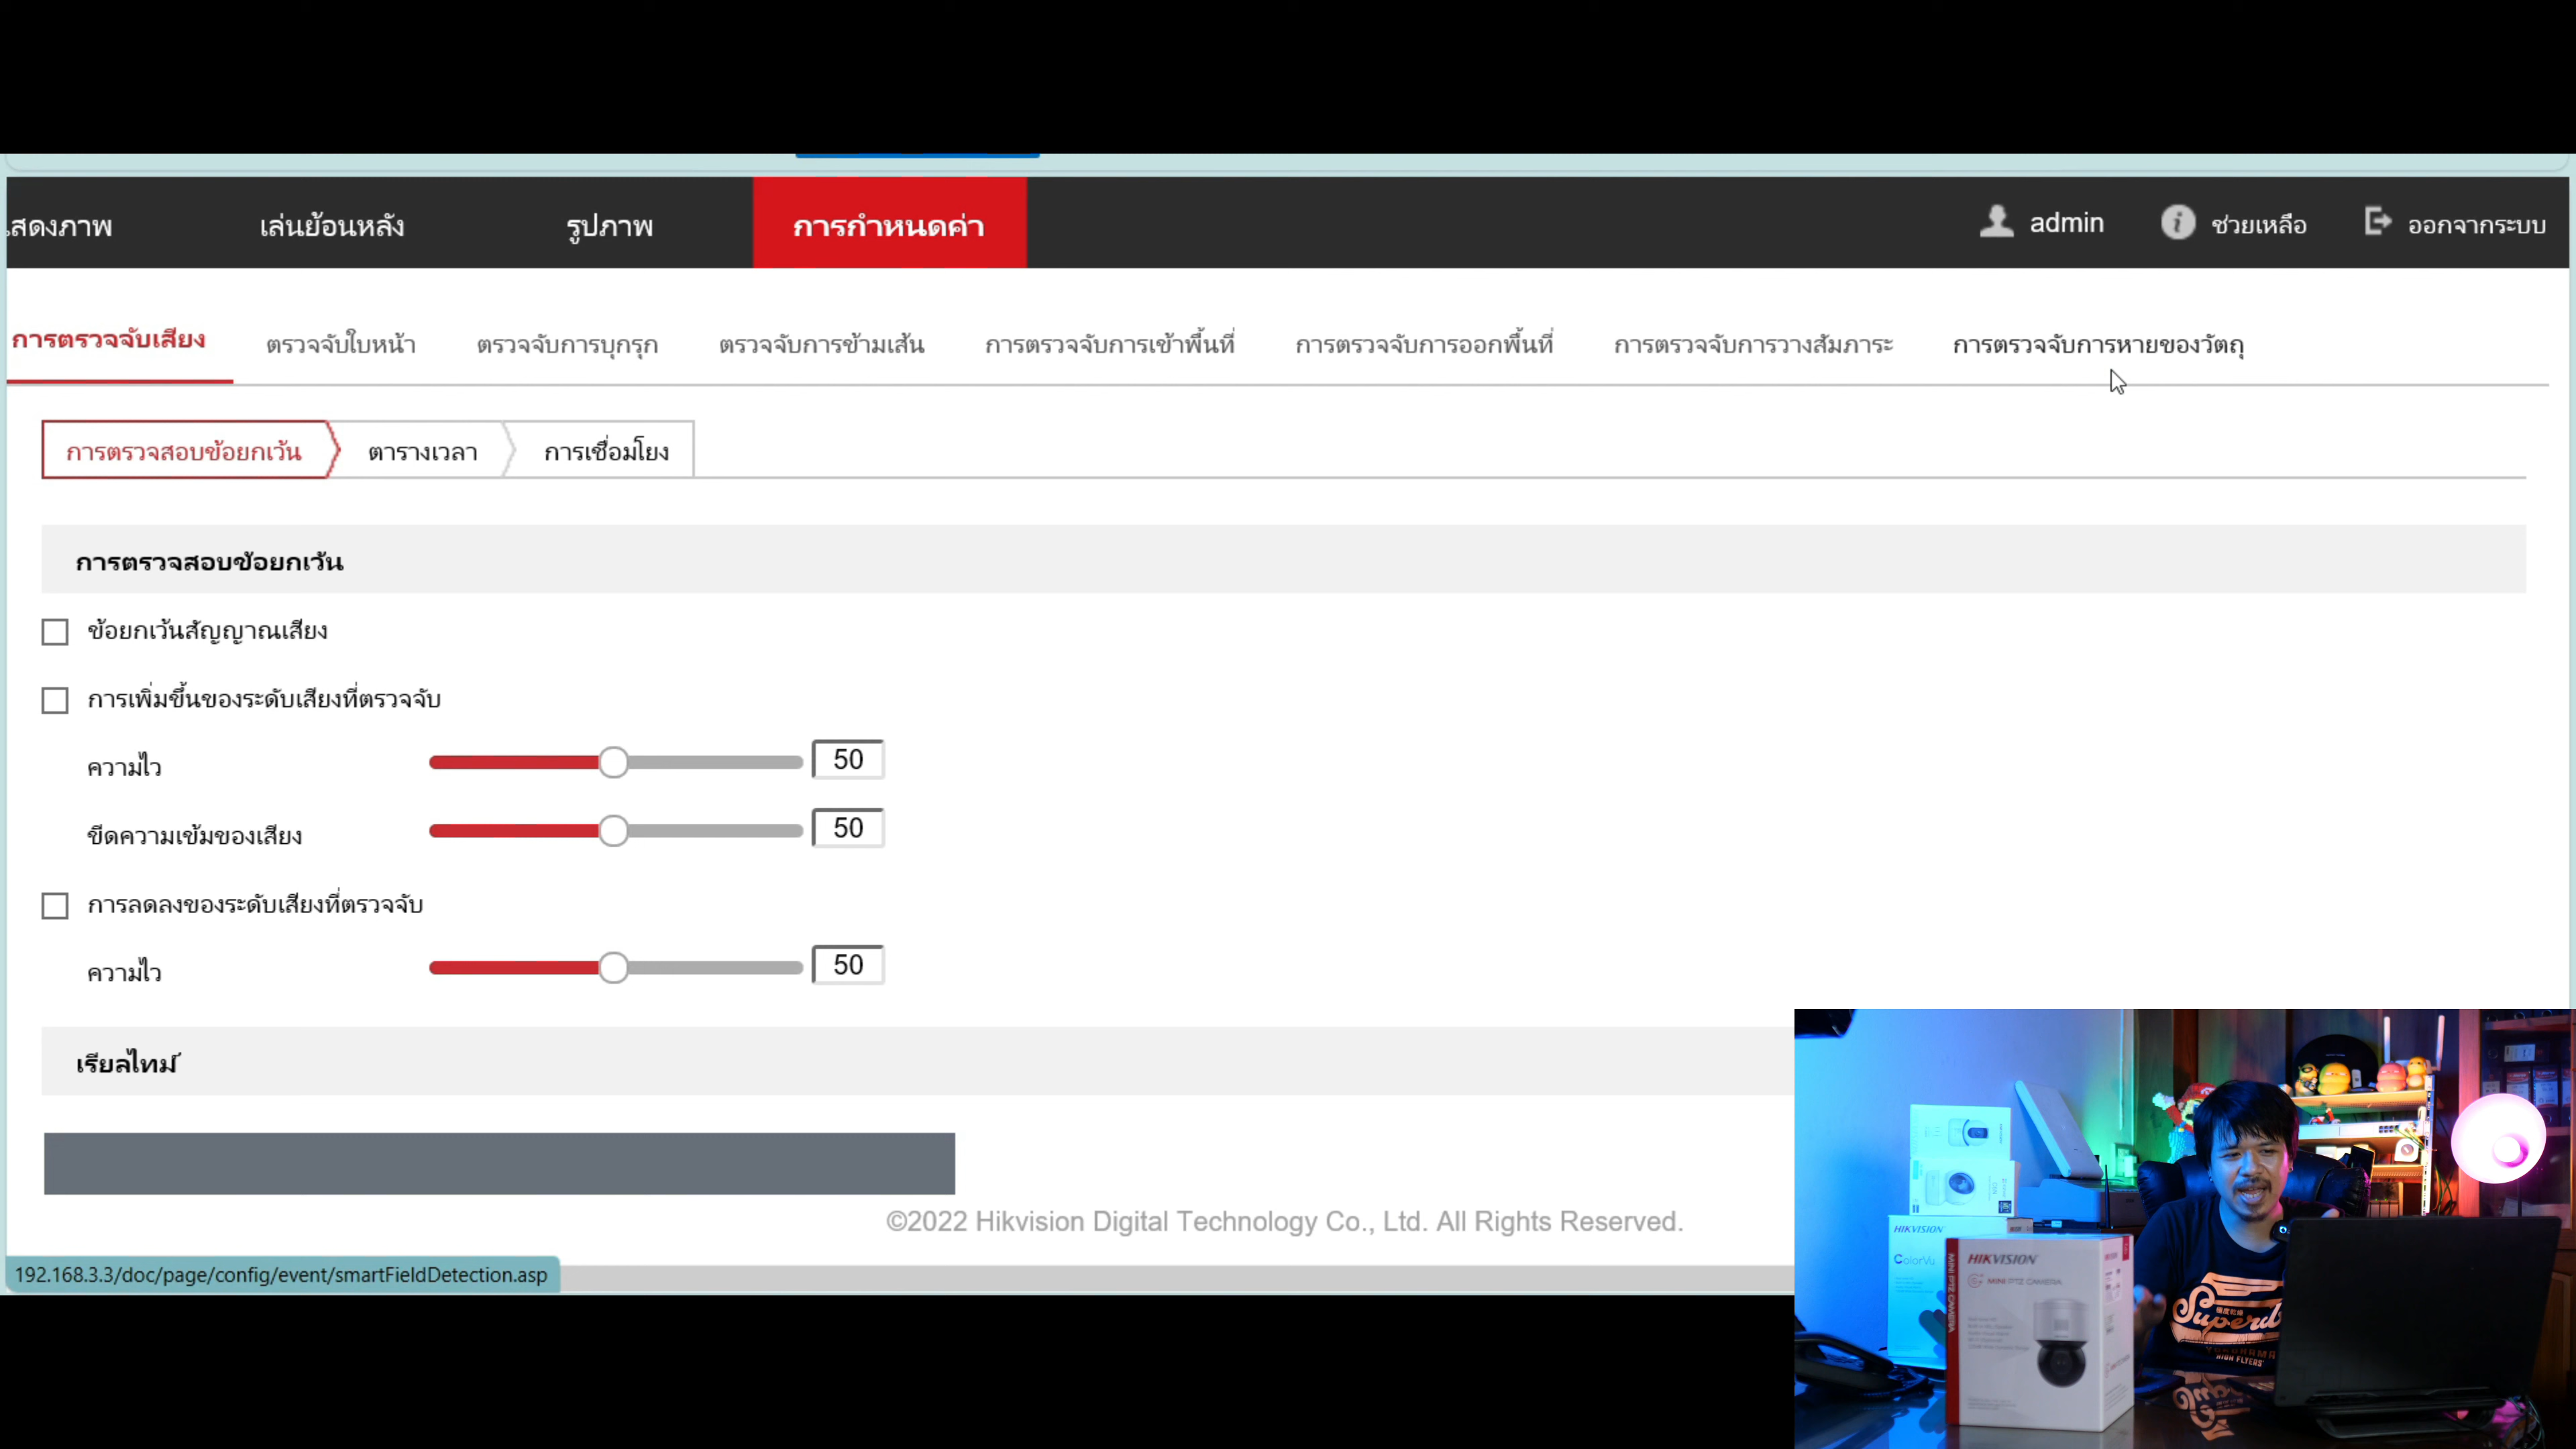 แสดงภาพ เล่นย้อนหลัง รูปภาพ การกำหนดค่า admin ช่วยเหลือ ออกจากระบบ
การตรวจจับเสียง ตรวจจับใบหน้า ตรวจจับการบุกรุก ตรวจจับการข้ามเส้น การตรวจจับการเข้าพื้นที่ การตรวจจับการออกพื้นที่ การตรวจจับการวางสัมภาระ การตรวจจับการหายของวัตถุ
การตรวจสอบข้อยกเว้น ตารางเวลา การเชื่อมโยง
การตรวจสอบข้อยกเว้น
ข้อยกเว้นสัญญาณเสียง
การเพิ่มขึ้นของระดับเสียงที่ตรวจจับ
ความไว 50
ขีดความเข้มของเสียง 50
การลดลงของระดับเสียงที่ตรวจจับ
ความไว 50
เรียลไทม์
©2022 Hikvision Digital Technology Co., Ltd. All Rights Reserved.
192.168.3.3/doc/page/config/event/smartFieldDetection.asp
HIKVISION
ColorVu
HIKVISION
MINI PTZ CAMERA
MINI PTZ CAMERA
HIGH FLYERS